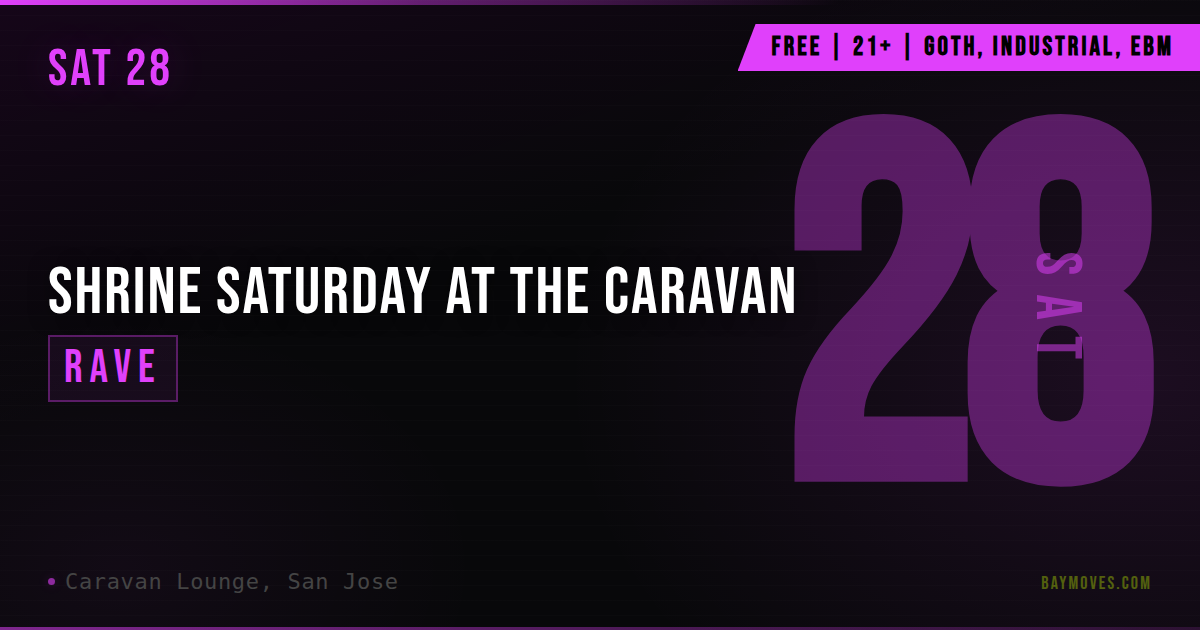 SAT 28
FREE | 21+ | GOTH, INDUSTRIAL, EBM
28
SAT
SHRINE SATURDAY AT THE CARAVAN
RAVE
Caravan Lounge, San Jose
BAYMOVES.COM